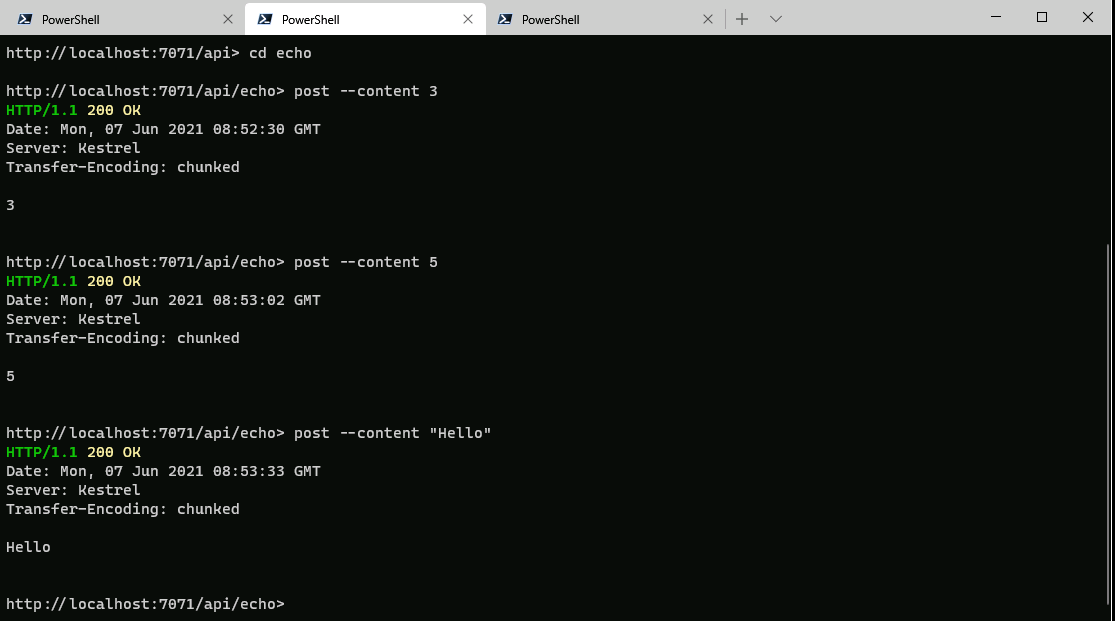 PowerShell
PowerShell
PowerShell
http://localhost:7071/api> cd echo
http://localhost:7071/api/echo> post --content 3
HTTP/1.1 200 OK
Date: Mon, 07 Jun 2021 08:52:30 GMT
Server: Kestrel
Transfer-Encoding: chunked
3
http://localhost:7071/api/echo> post --content 5
HTTP/1.1 200 OK
Date: Mon, 07 Jun 2021 08:53:02 GMT
Server: Kestrel
Transfer-Encoding: chunked
5
http://localhost:7071/api/echo> post --content "Hello"
HTTP/1.1 200 OK
Date: Mon, 07 Jun 2021 08:53:33 GMT
Server: Kestrel
Transfer-Encoding: chunked
Hello
http://localhost:7071/api/echo>